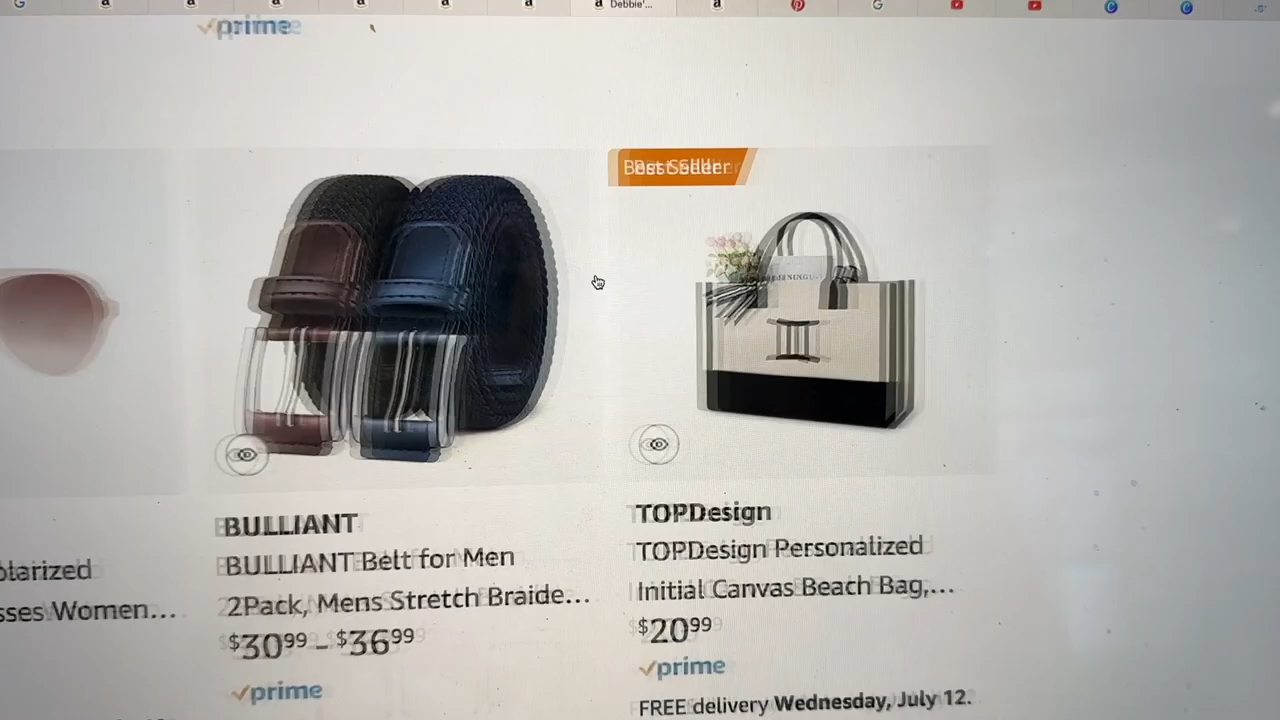 Debbie'...
prime
Best Seller
BULLIANT
BULLIANT Belt for Men
2Pack, Mens Stretch Braide...
$30.99 – $36.99
prime
TOPDesign
TOPDesign Personalized
Initial Canvas Beach Bag,...
$20.99
prime
FREE delivery Wednesday, July 12.
olarized
sses Women...